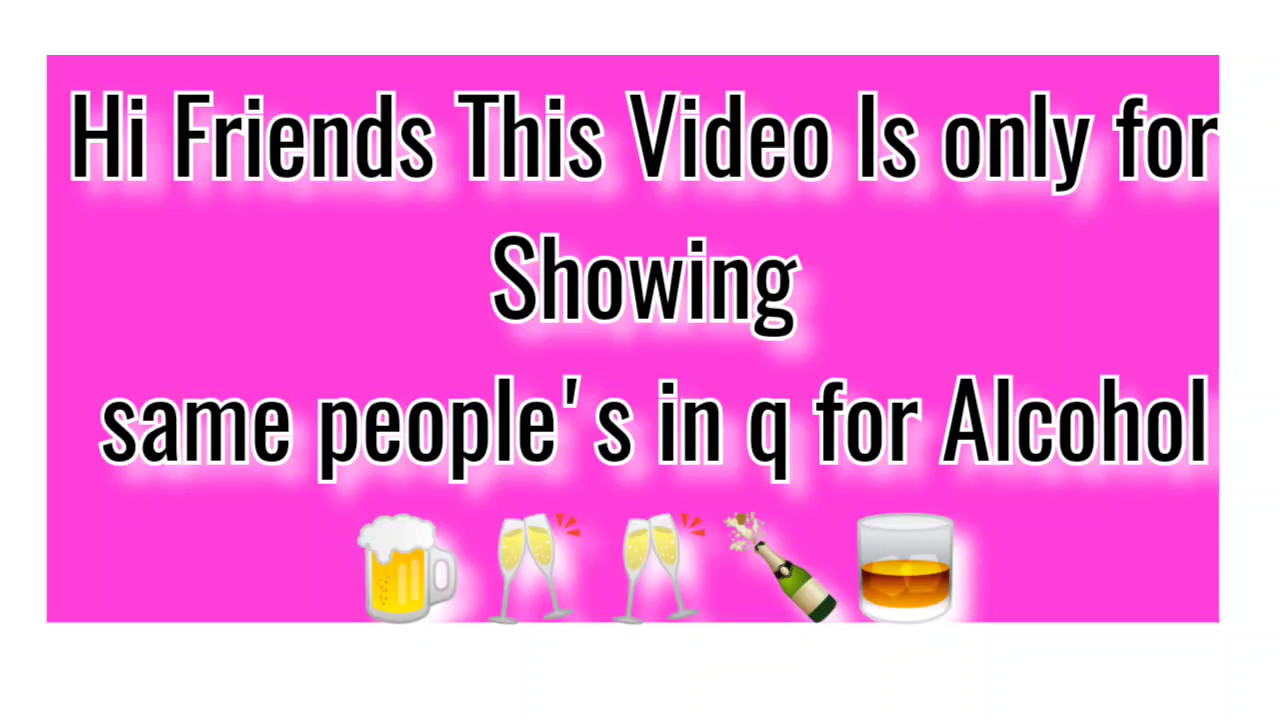 Hi Friends This Video Is only for
Showing
same people's in q for Alcohol
🍺🥂🥂🍾🥃